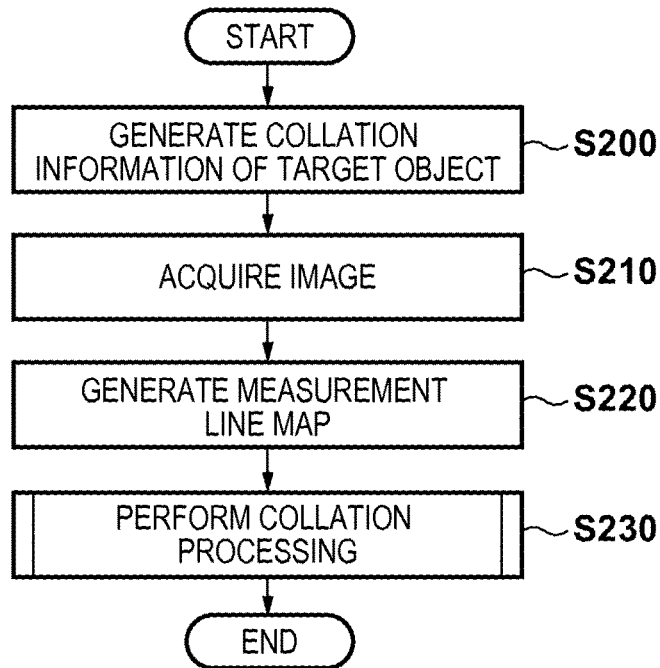 START
GENERATE COLLATION
INFORMATION OF TARGET OBJECT
S200
ACQUIRE IMAGE
S210
GENERATE MEASUREMENT
LINE MAP
S220
PERFORM COLLATION
PROCESSING
S230
END